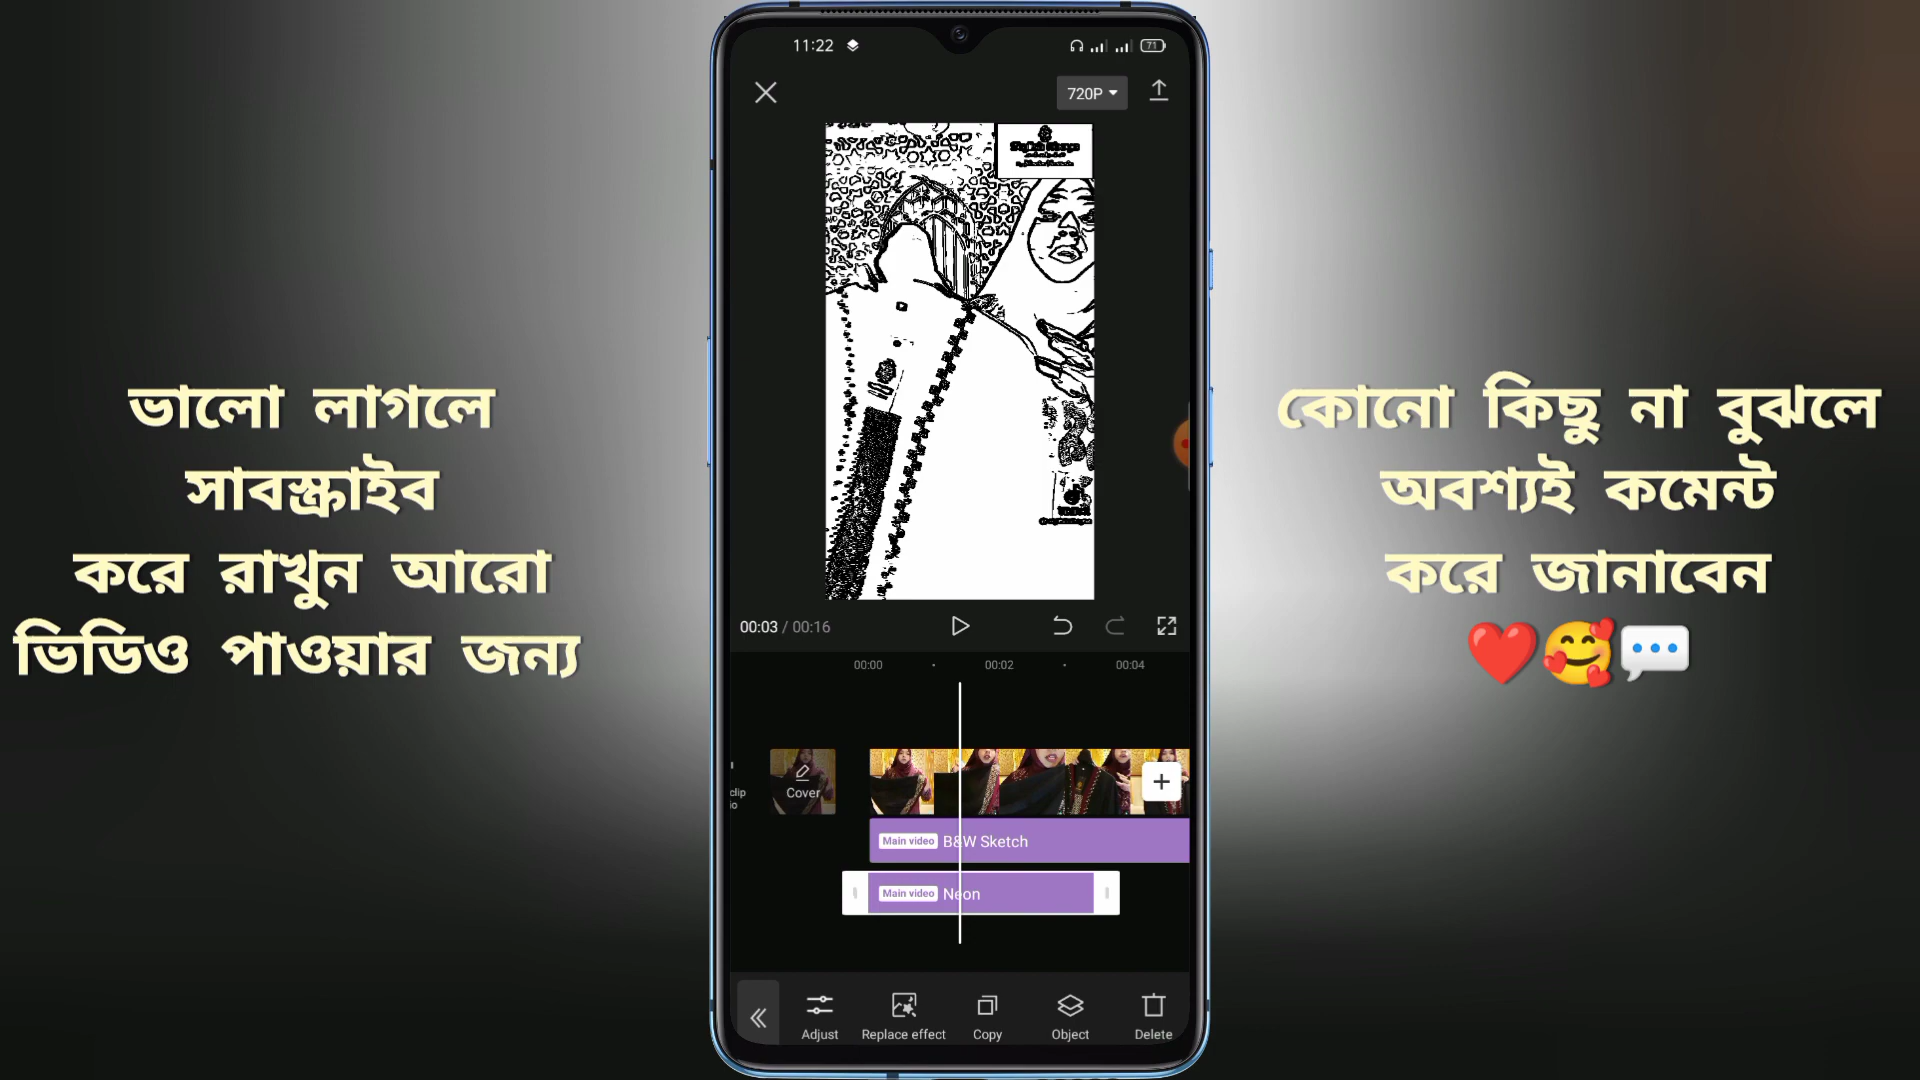 11:22
71
720P
ভালো লাগলে
সাবস্ক্রাইব
করে রাখুন আরো
ভিডিও পাওয়ার জন্য
কোনো কিছু না বুঝলে
অবশ্যই কমেন্ট
করে জানাবেন
00:03 / 00:16
00:00 00:02 00:04
clip
Cover
Main video B&W Sketch
Main video Neon
Adjust Replace effect Copy Object Delete